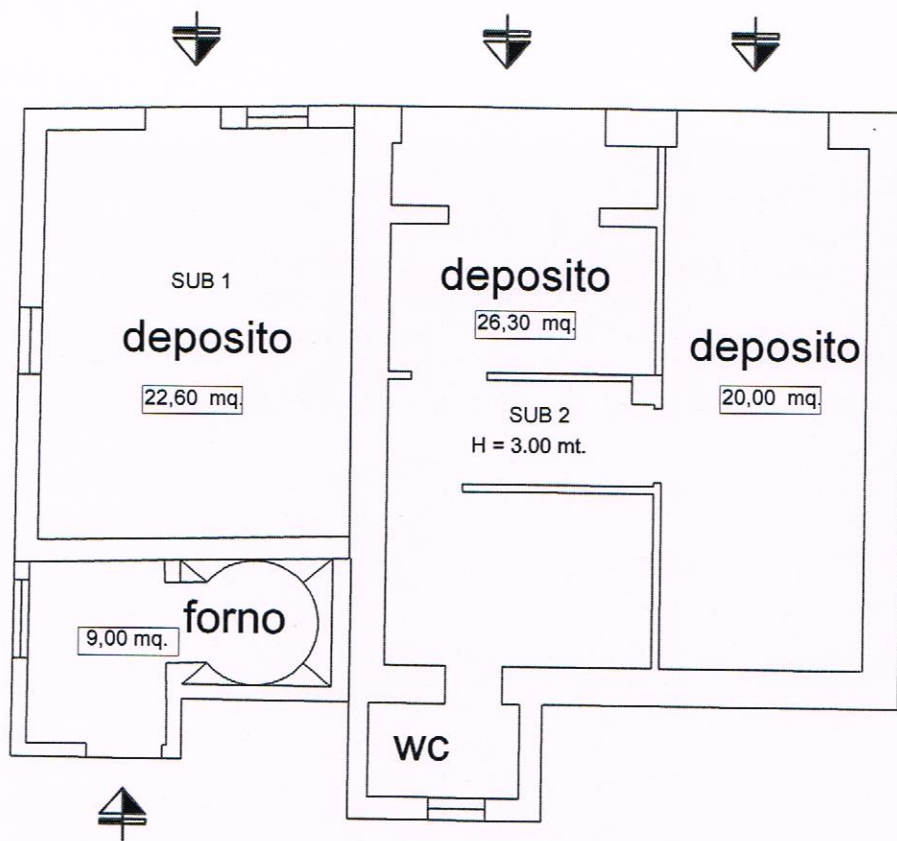 SUB 1
deposito
22,60 mq.
deposito
26,30 mq.
deposito
20,00 mq.
SUB 2
H = 3.00 mt.
forno
9,00 mq.
wc